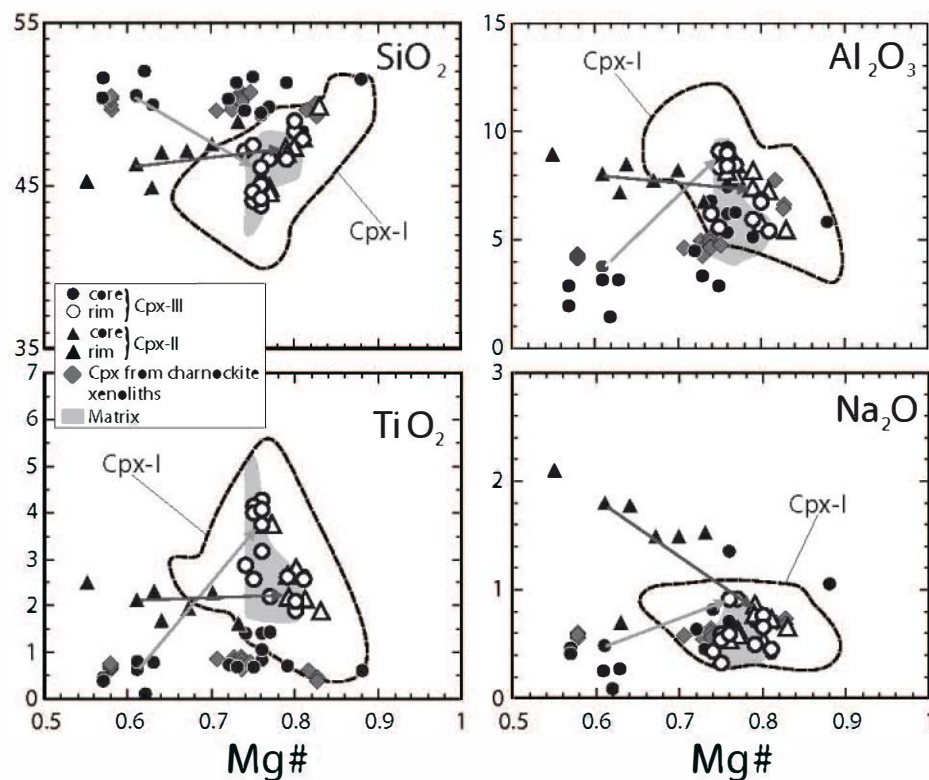 55
SiO2
45
Cpx-I
35
15
Al2O3
Cpx-I
10
5
0
core
rim
Cpx-III
core
rim
Cpx-II
Cpx from charnockite
xenoliths
Matrix
7
6
5
4
3
2
1
0
TiO2
Cpx-I
0.5 0.6 0.7 0.8 0.9 1
Mg#
3
2
1
0
Na2O
Cpx-I
0.5 0.6 0.7 0.8 0.9 1
Mg#